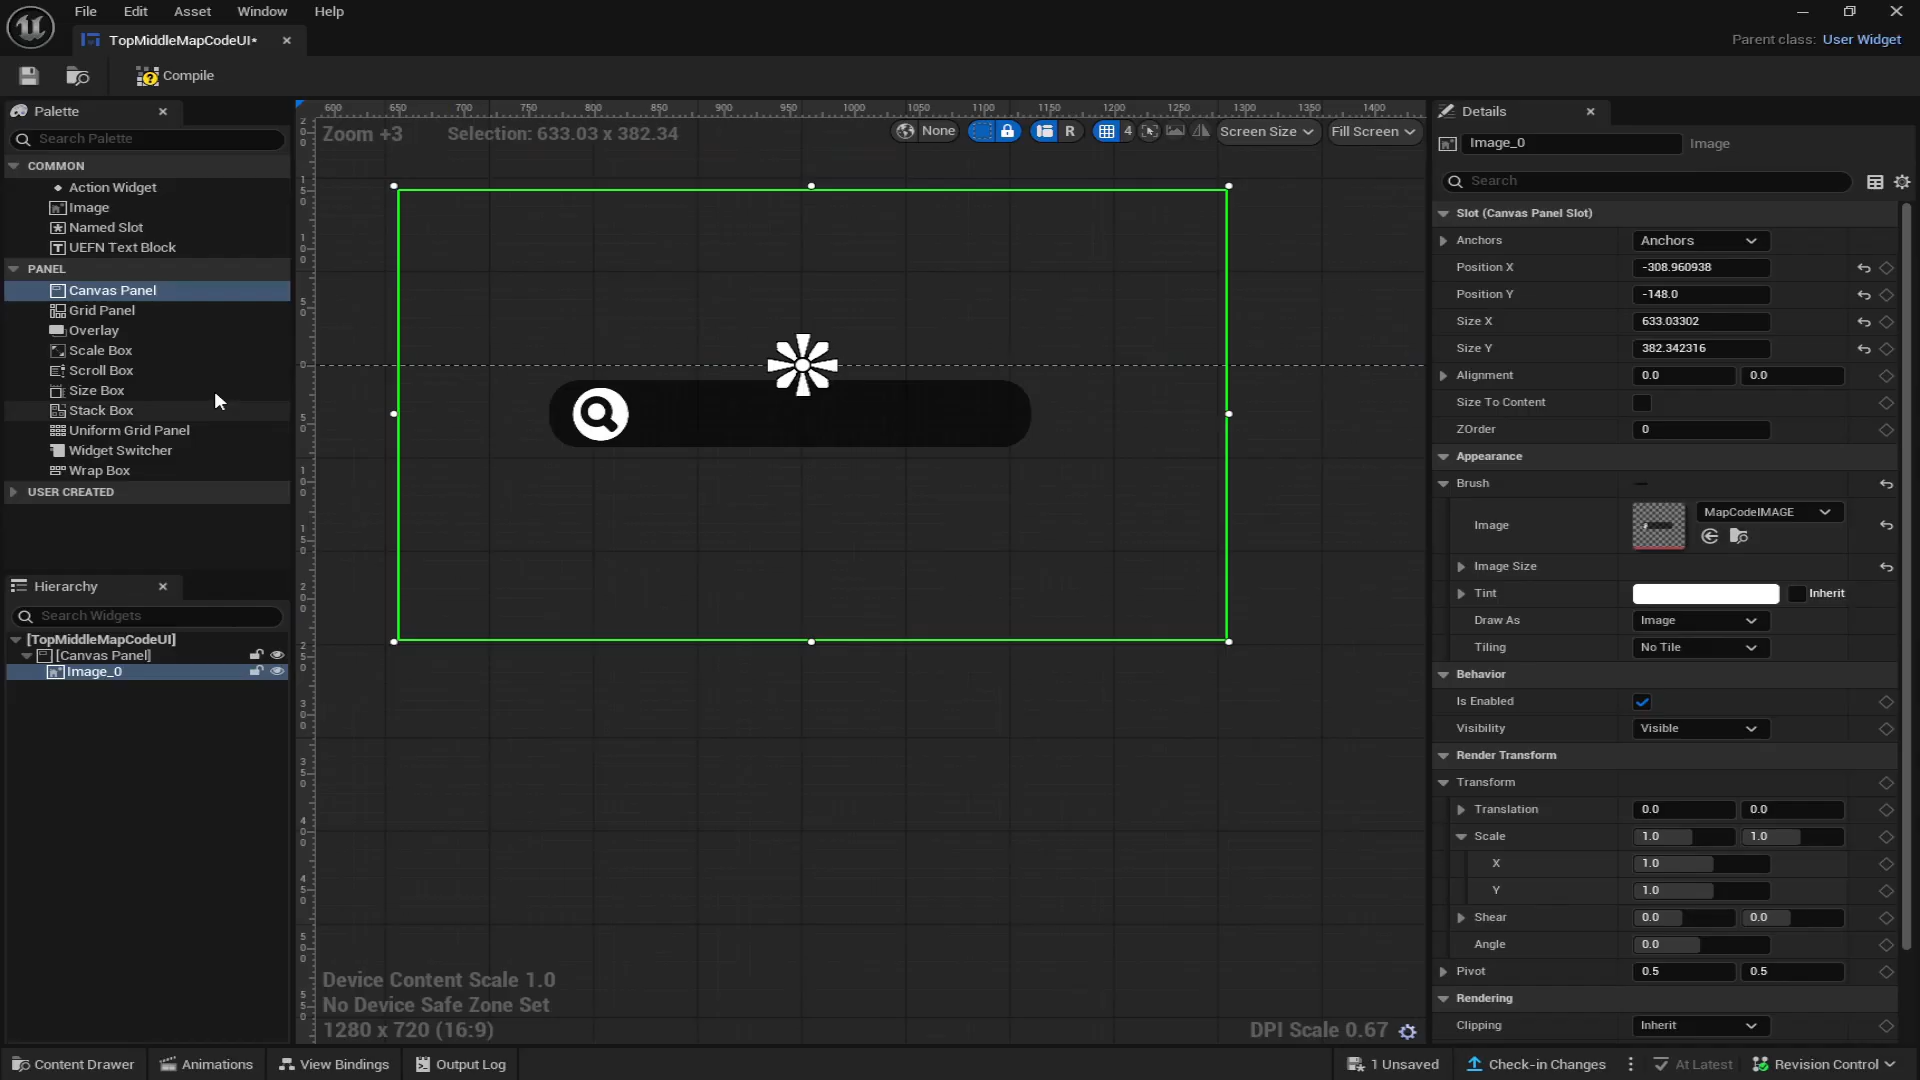 File Edit Asset Window Help
TopMiddleMapCodeUI*
Parent class: User Widget
Compile
Palette
Search Palette
COMMON
Action Widget
Image
Named Slot
UEFN Text Block
PANEL
Canvas Panel
Grid Panel
Overlay
Scale Box
Scroll Box
Size Box
Stack Box
Uniform Grid Panel
Widget Switcher
Wrap Box
USER CREATED
Hierarchy
Search Widgets
[TopMiddleMapCodeUI]
[Canvas Panel]
Image_0
600 650 700 750 800 850 900 950 1000 1050 1100 1150 1200 1250 1300 1350 1400
Zoom +3 Selection: 633.03 x 382.34
None R 4 Screen Size Fill Screen
Device Content Scale 1.0
No Device Safe Zone Set
1280 x 720 (16:9)
DPI Scale 0.67
Details
Image_0 Image
Search
Slot (Canvas Panel Slot)
Anchors Anchors
Position X -308.960938
Position Y -148.0
Size X 633.03302
Size Y 382.342316
Alignment 0.0 0.0
Size To Content
ZOrder 0
Appearance
Brush
Image MapCodeIMAGE
Image Size
Tint Inherit
Draw As Image
Tiling No Tile
Behavior
Is Enabled
Visibility Visible
Render Transform
Transform
Translation 0.0 0.0
Scale 1.0 1.0
X 1.0
Y 1.0
Shear 0.0 0.0
Angle 0.0
Pivot 0.5 0.5
Rendering
Clipping Inherit
Content Drawer Animations View Bindings Output Log
1 Unsaved Check-in Changes At Latest Revision Control